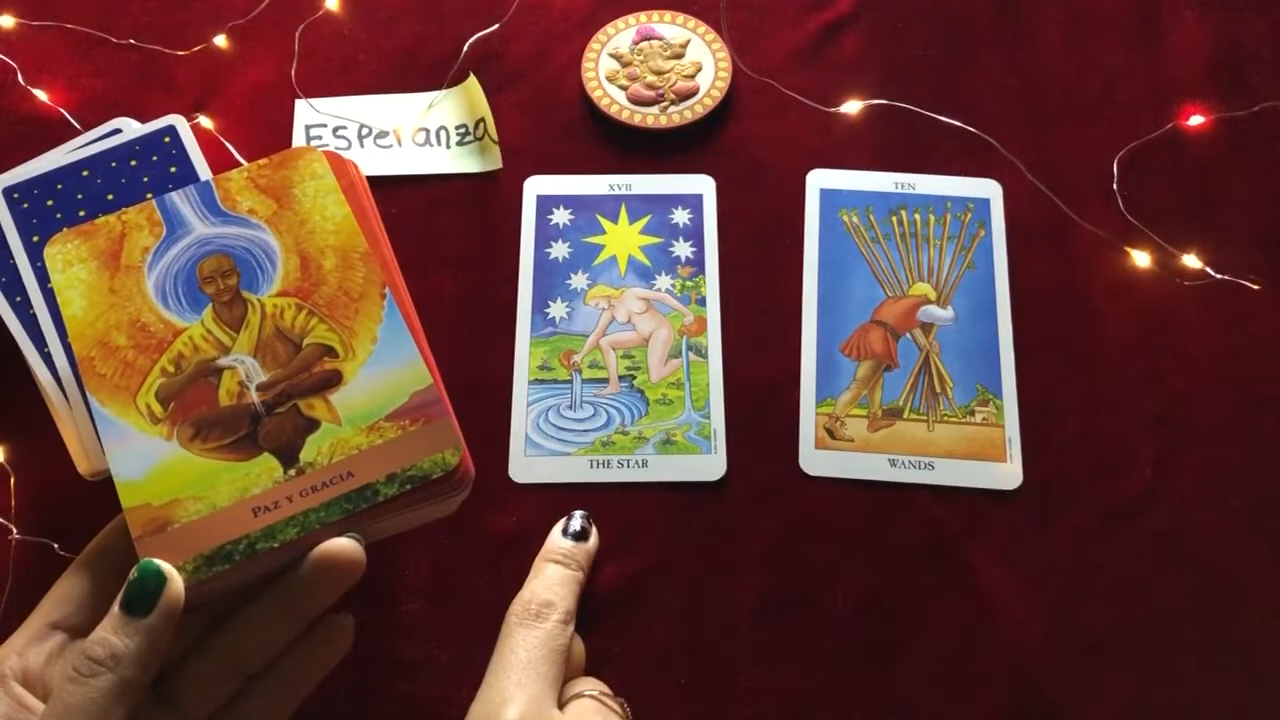 Esperanza
PAZ Y GRACIA
XVII
THE STAR
TEN
WANDS